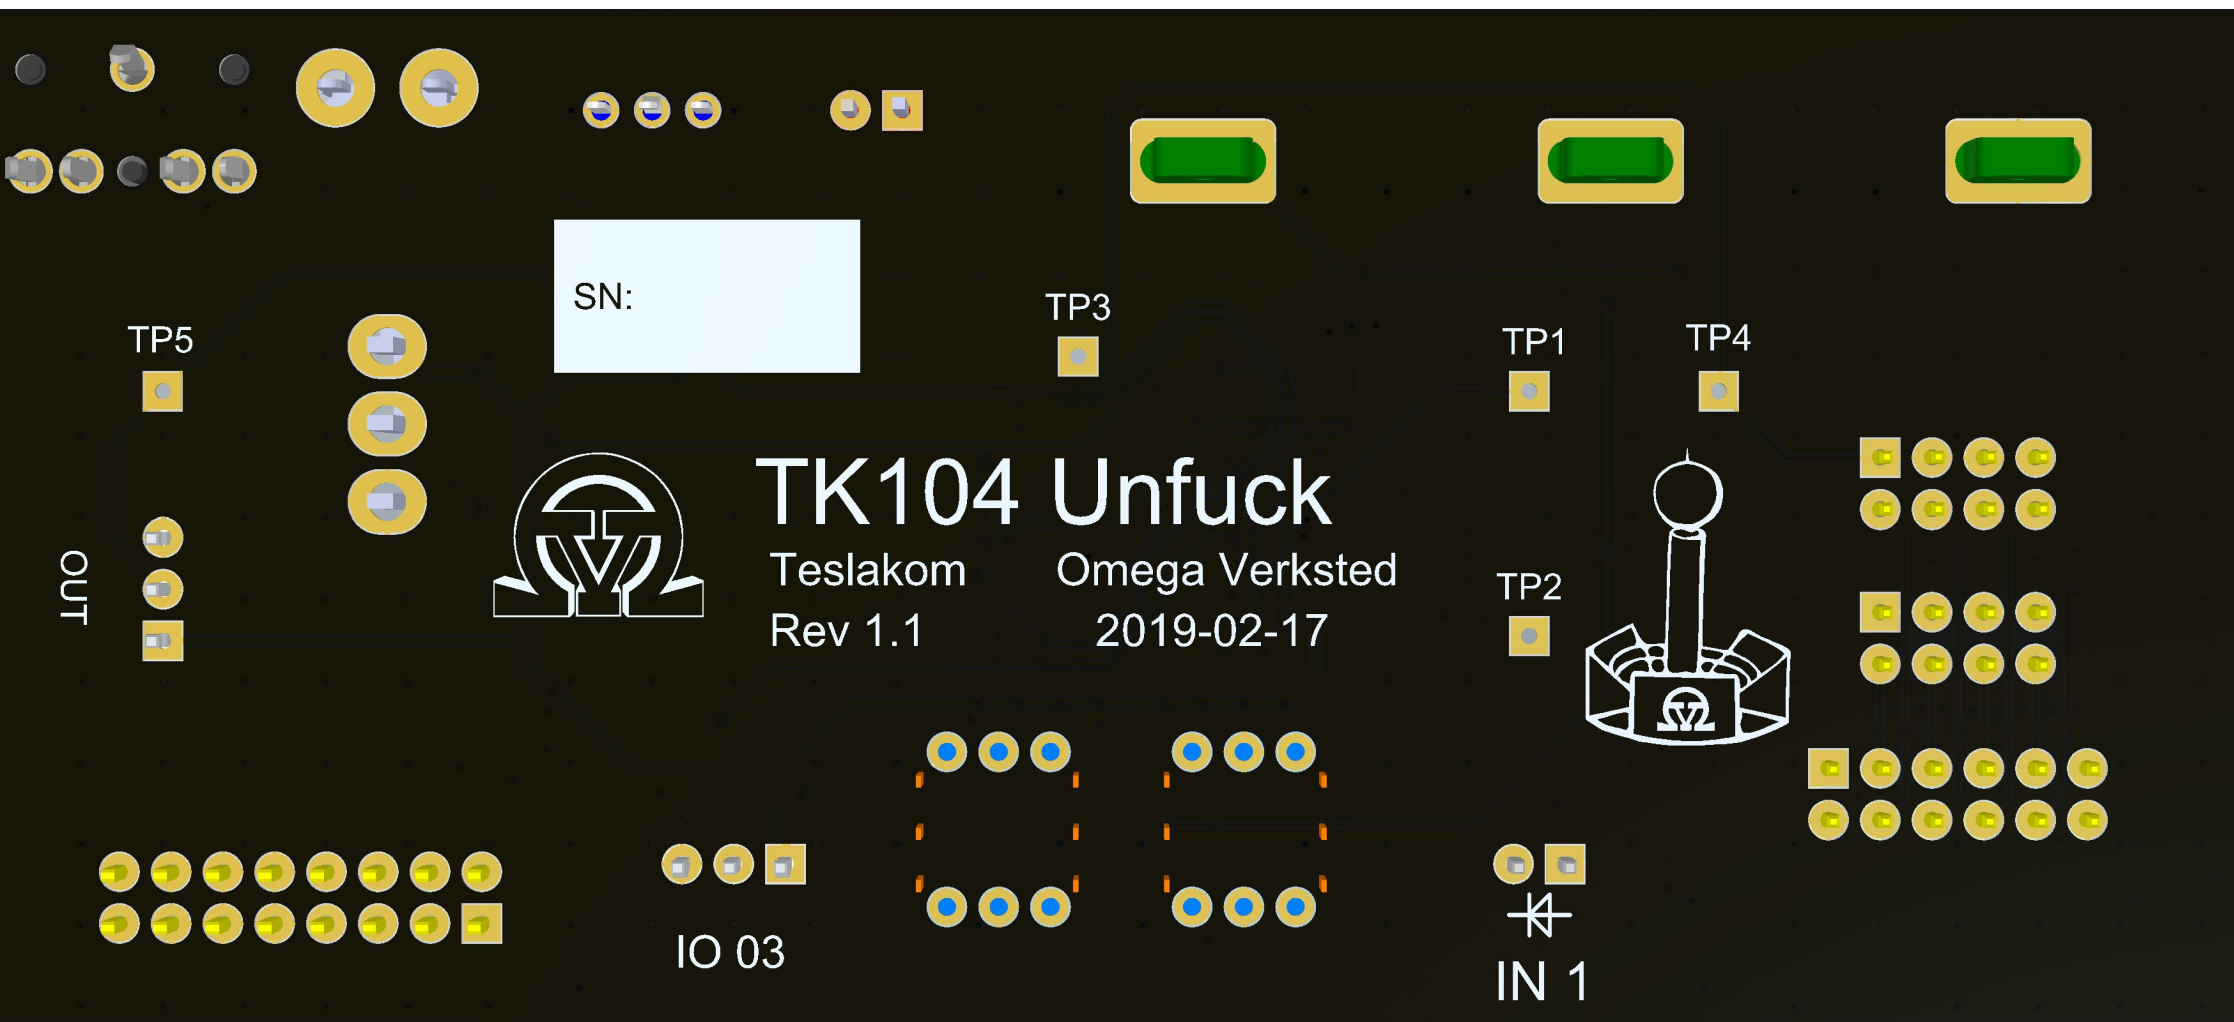 SN:
TP3
TP5
TP1
TP4
TK104 Unfuck
Teslakom
Omega Verksted
Rev 1.1
2019-02-17
OUT
TP2
IO 03
IN 1